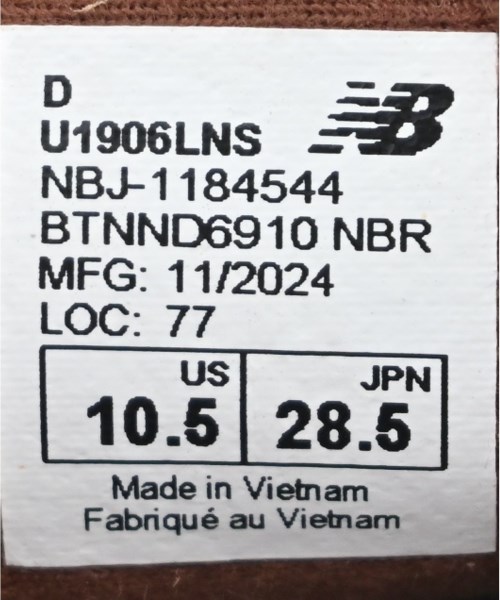 D
U1906LNS
NB
NBJ-1184544
BTNND6910 NBR
MFG: 11/2024
LOC: 77
US JPN
10.5 28.5
Made in Vietnam
Fabriqué au Vietnam